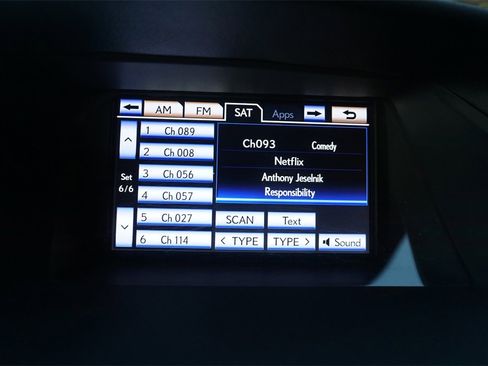 AM FM SAT Apps
1 Ch 089
2 Ch 008
3 Ch 056
4 Ch 057
5 Ch 027
6 Ch 114
Set
6/6
Ch093 Comedy
Netflix
Anthony Jeselnik
Responsibility
SCAN Text
< TYPE TYPE > Sound